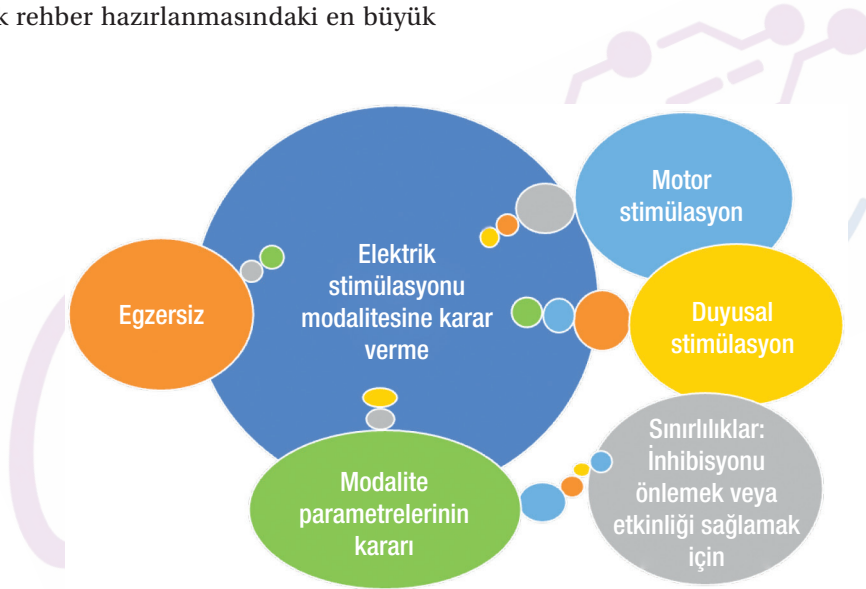 k rehber hazırlanmasındaki en büyük
Motor
stimülasyon
Elektrik
stimülasyonu
modalitesine karar
verme
Egzersiz
Duyusal
stimülasyon
Sınırlılıklar:
İnhibisyonu
önlemek veya
etkinliği sağlamak
için
Modalite
parametrelerinin
kararı